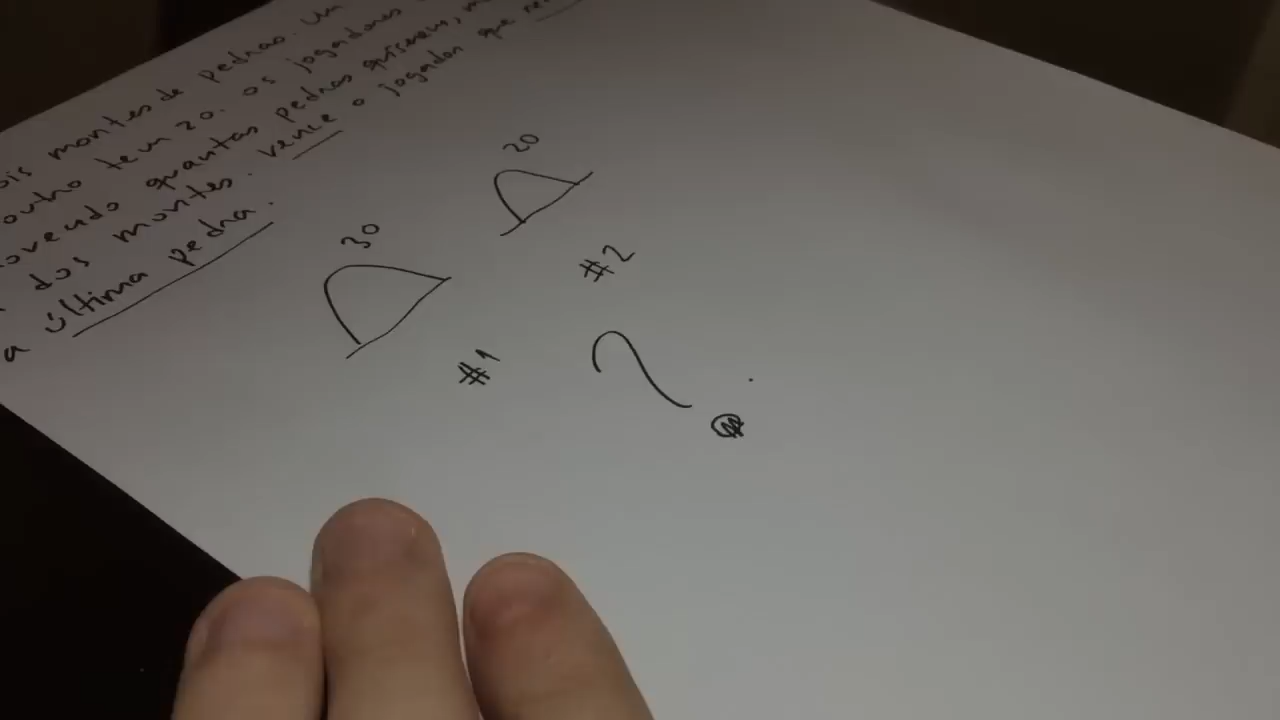 montes de pedras. Um
outro tem 20. Os jogadores
quantas pedras quiserem,
dos montes. vence o jogador que
a última pedra.
20
30
#2
#1
?